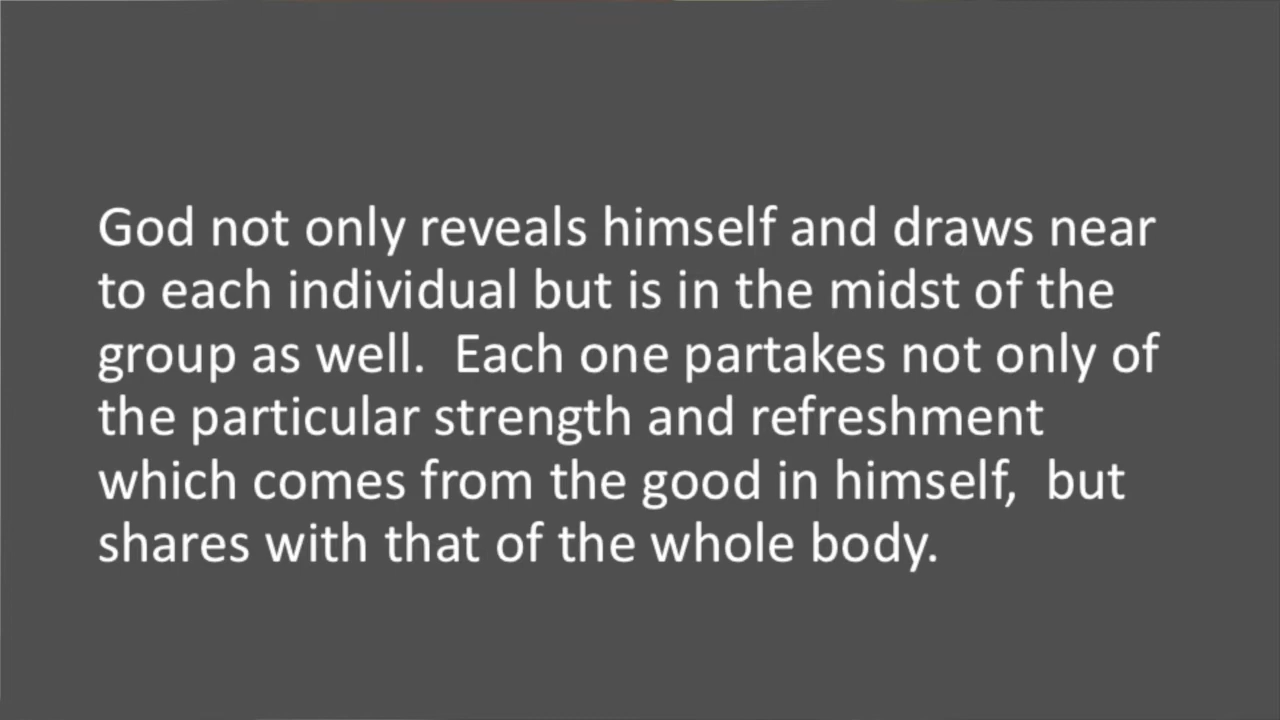 God not only reveals himself and draws near
to each individual but is in the midst of the
group as well.  Each one partakes not only of
the particular strength and refreshment
which comes from the good in himself,  but
shares with that of the whole body.